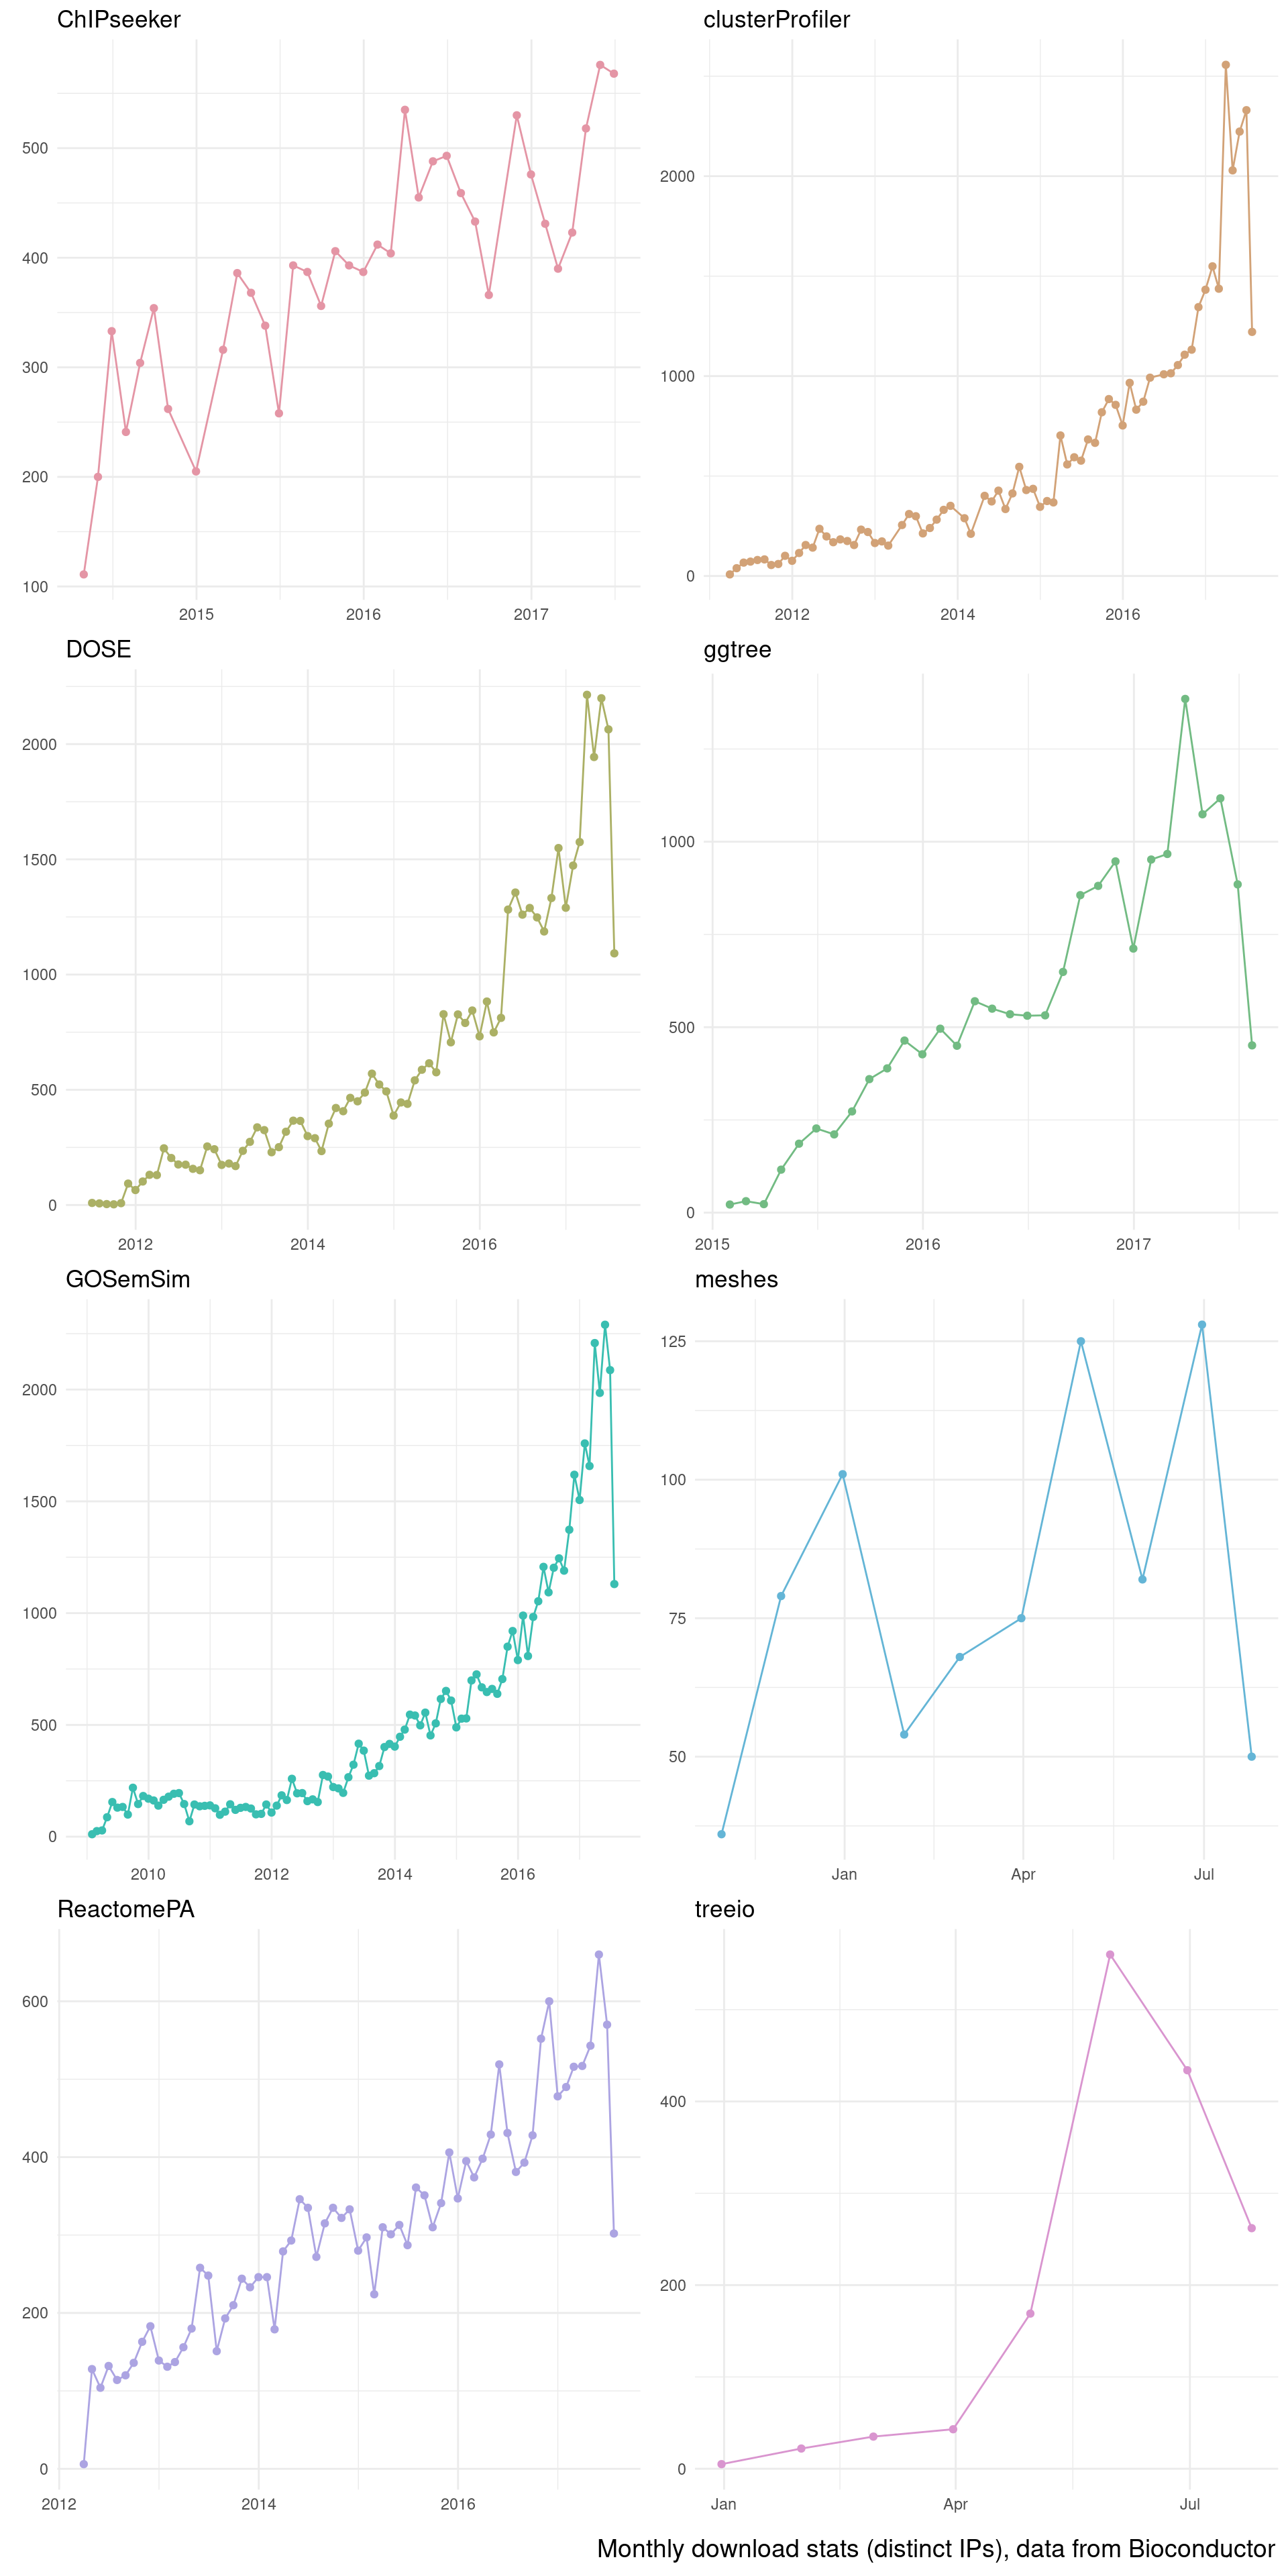 ChIPseeker
500
400
300
200
100
2015 2016 2017
clusterProfiler
2000
1000
0
2012 2014 2016
DOSE
2000
1500
1000
500
0
2012 2014 2016
ggtree
1000
500
0
2015 2016 2017
GOSemSim
2000
1500
1000
500
0
2010 2012 2014 2016
meshes
125
100
75
50
Jan Apr Jul
ReactomePA
600
400
200
0
2012 2014 2016
treeio
400
200
0
Jan Apr Jul
Monthly download stats (distinct IPs), data from Bioconductor